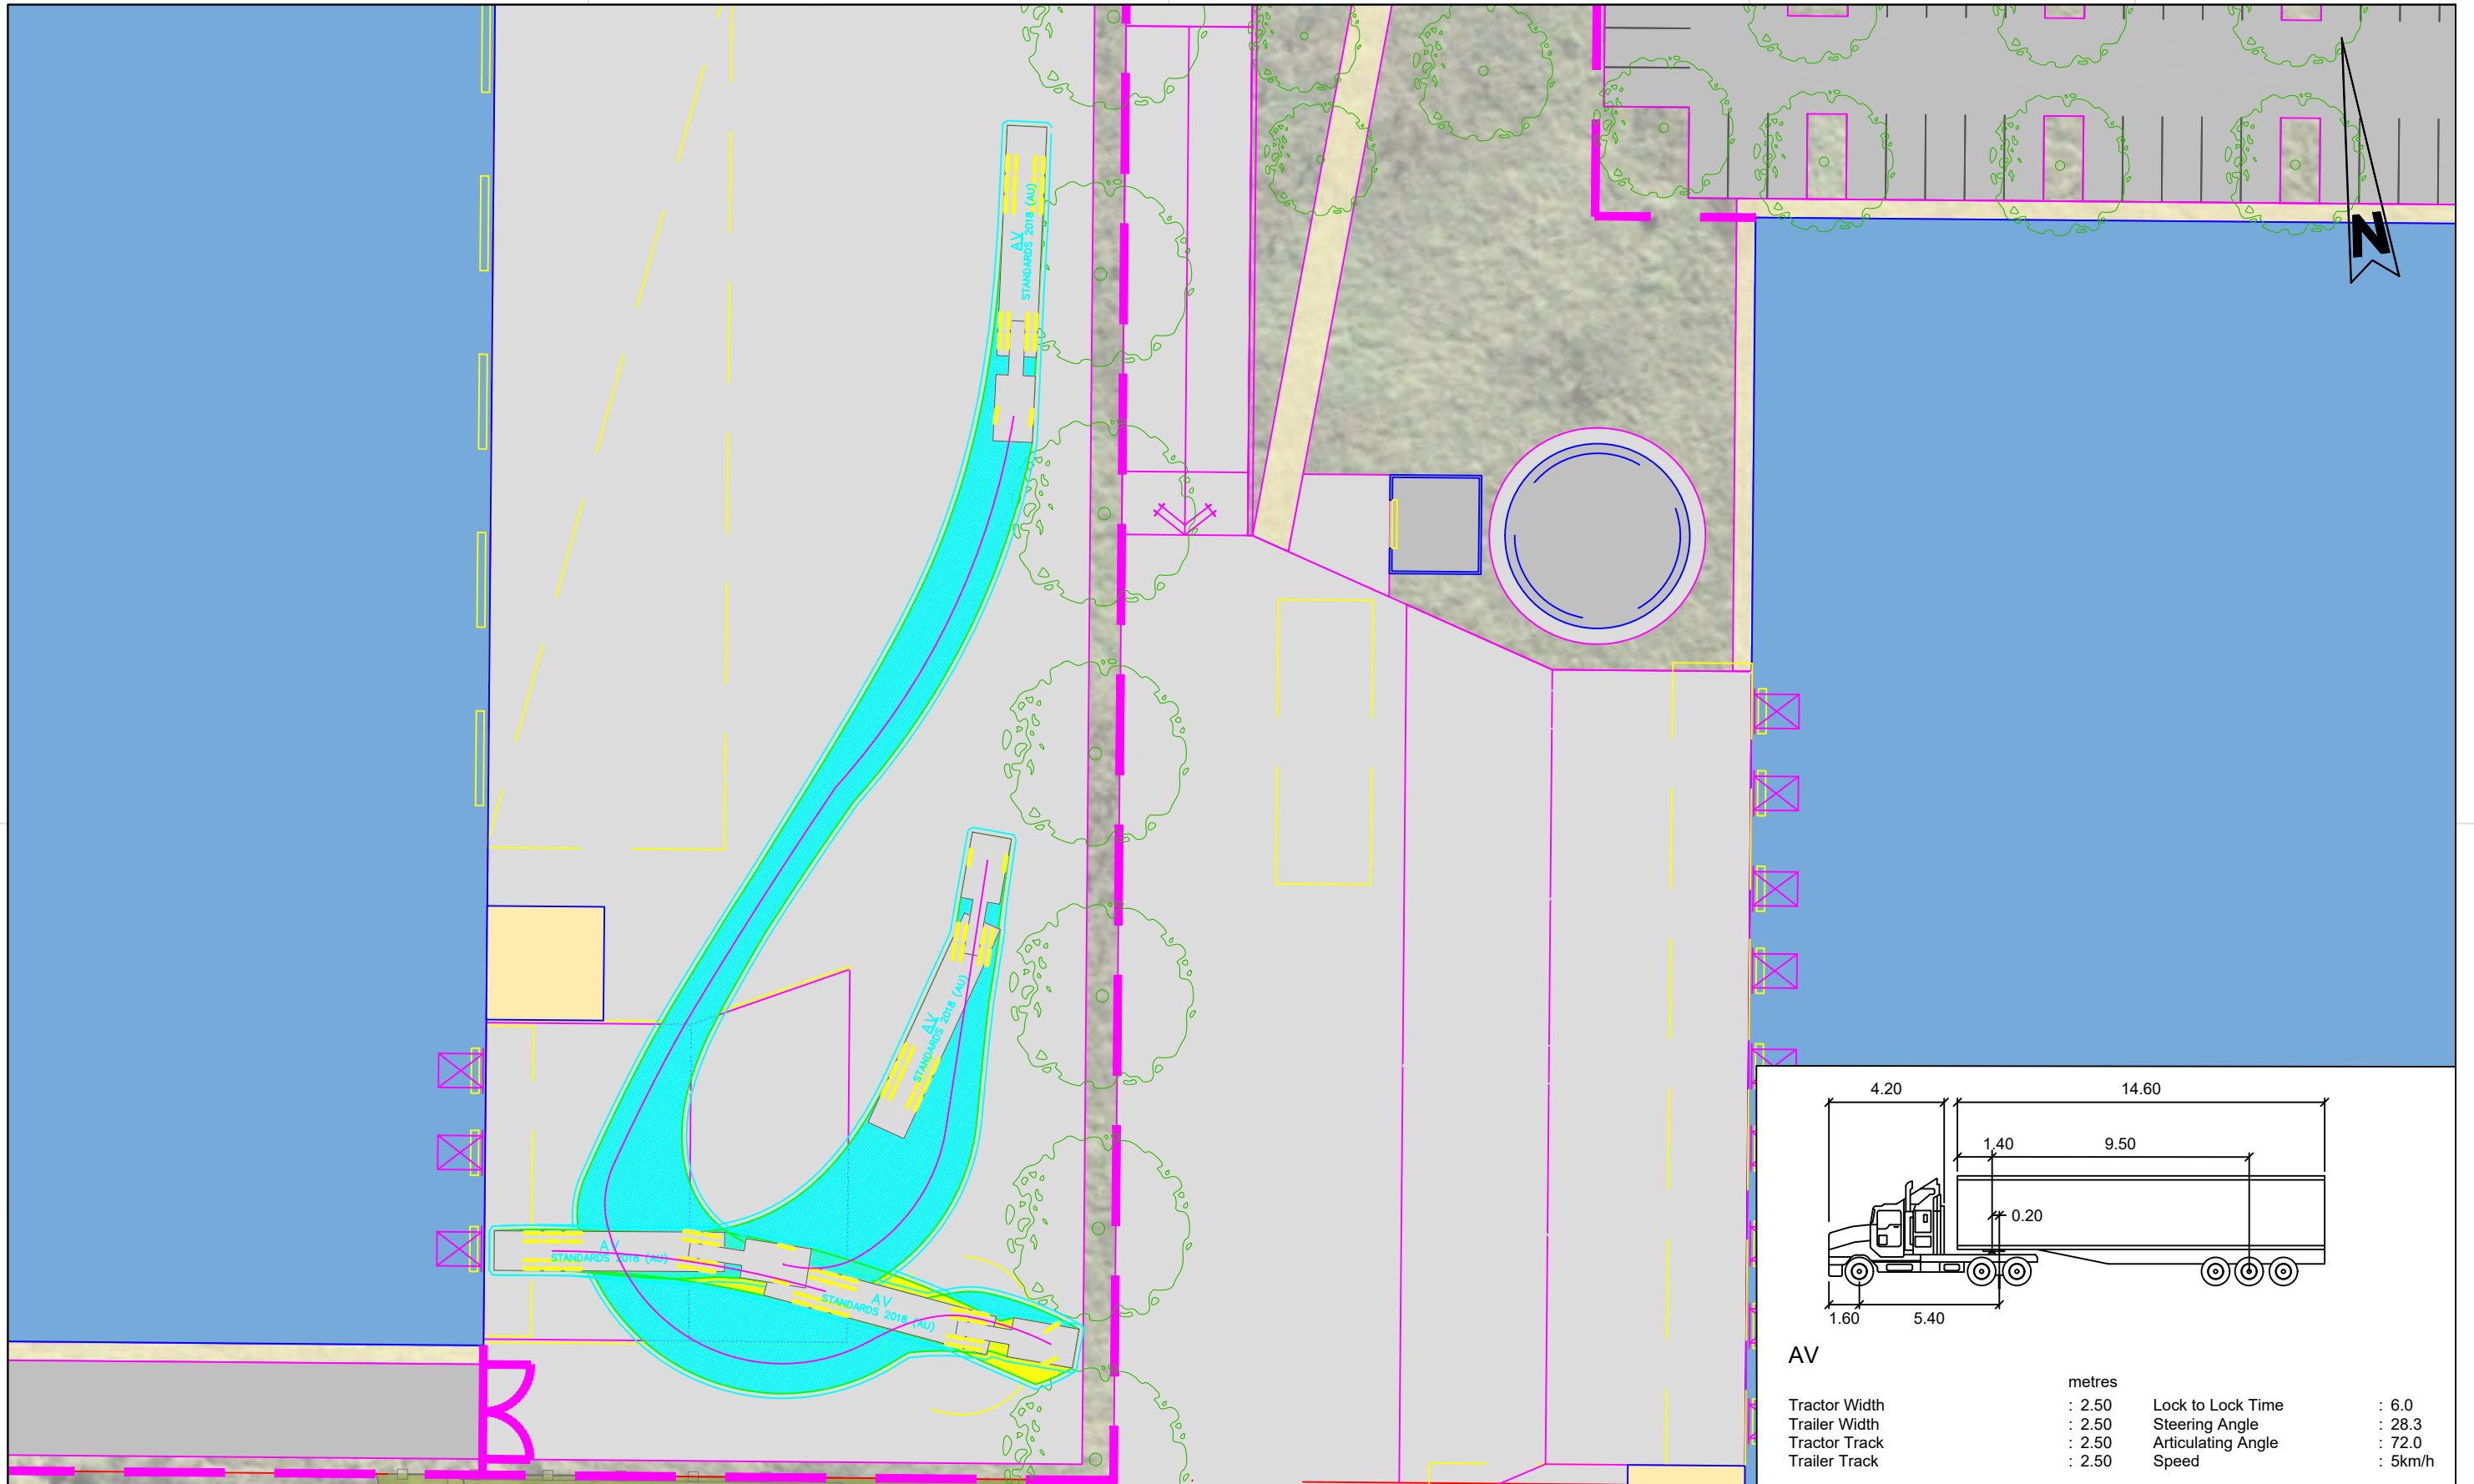 N
AV
STANDARDS 2018 (AU)
AV
STANDARDS 2018 (AU)
AV
STANDARDS 2018 (AU)
AV
STANDARDS 2018 (AU)
4.20 14.60
1.40 9.50
0.20
1.60 5.40
AV
metres
Tractor Width : 2.50 Lock to Lock Time : 6.0
Trailer Width : 2.50 Steering Angle : 28.3
Tractor Track : 2.50 Articulating Angle : 72.0
Trailer Track : 2.50 Speed : 5km/h